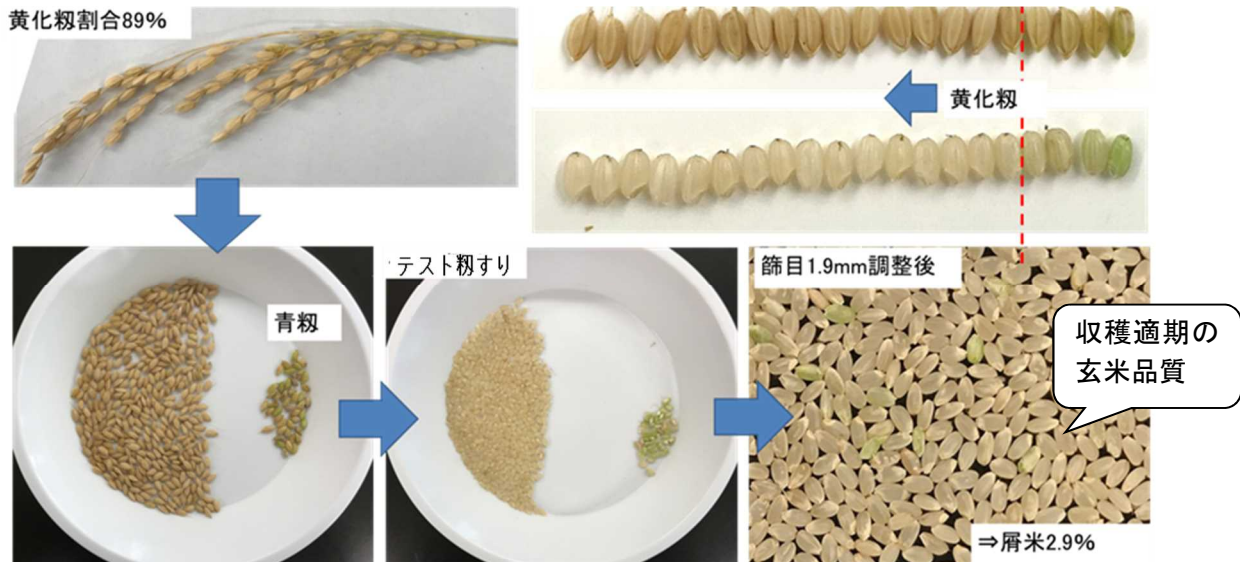 黄化籾割合89%
黄化籾
青籾
テスト籾すり
篩目1.9mm調整後
収穫適期の
玄米品質
⇒屑米2.9%